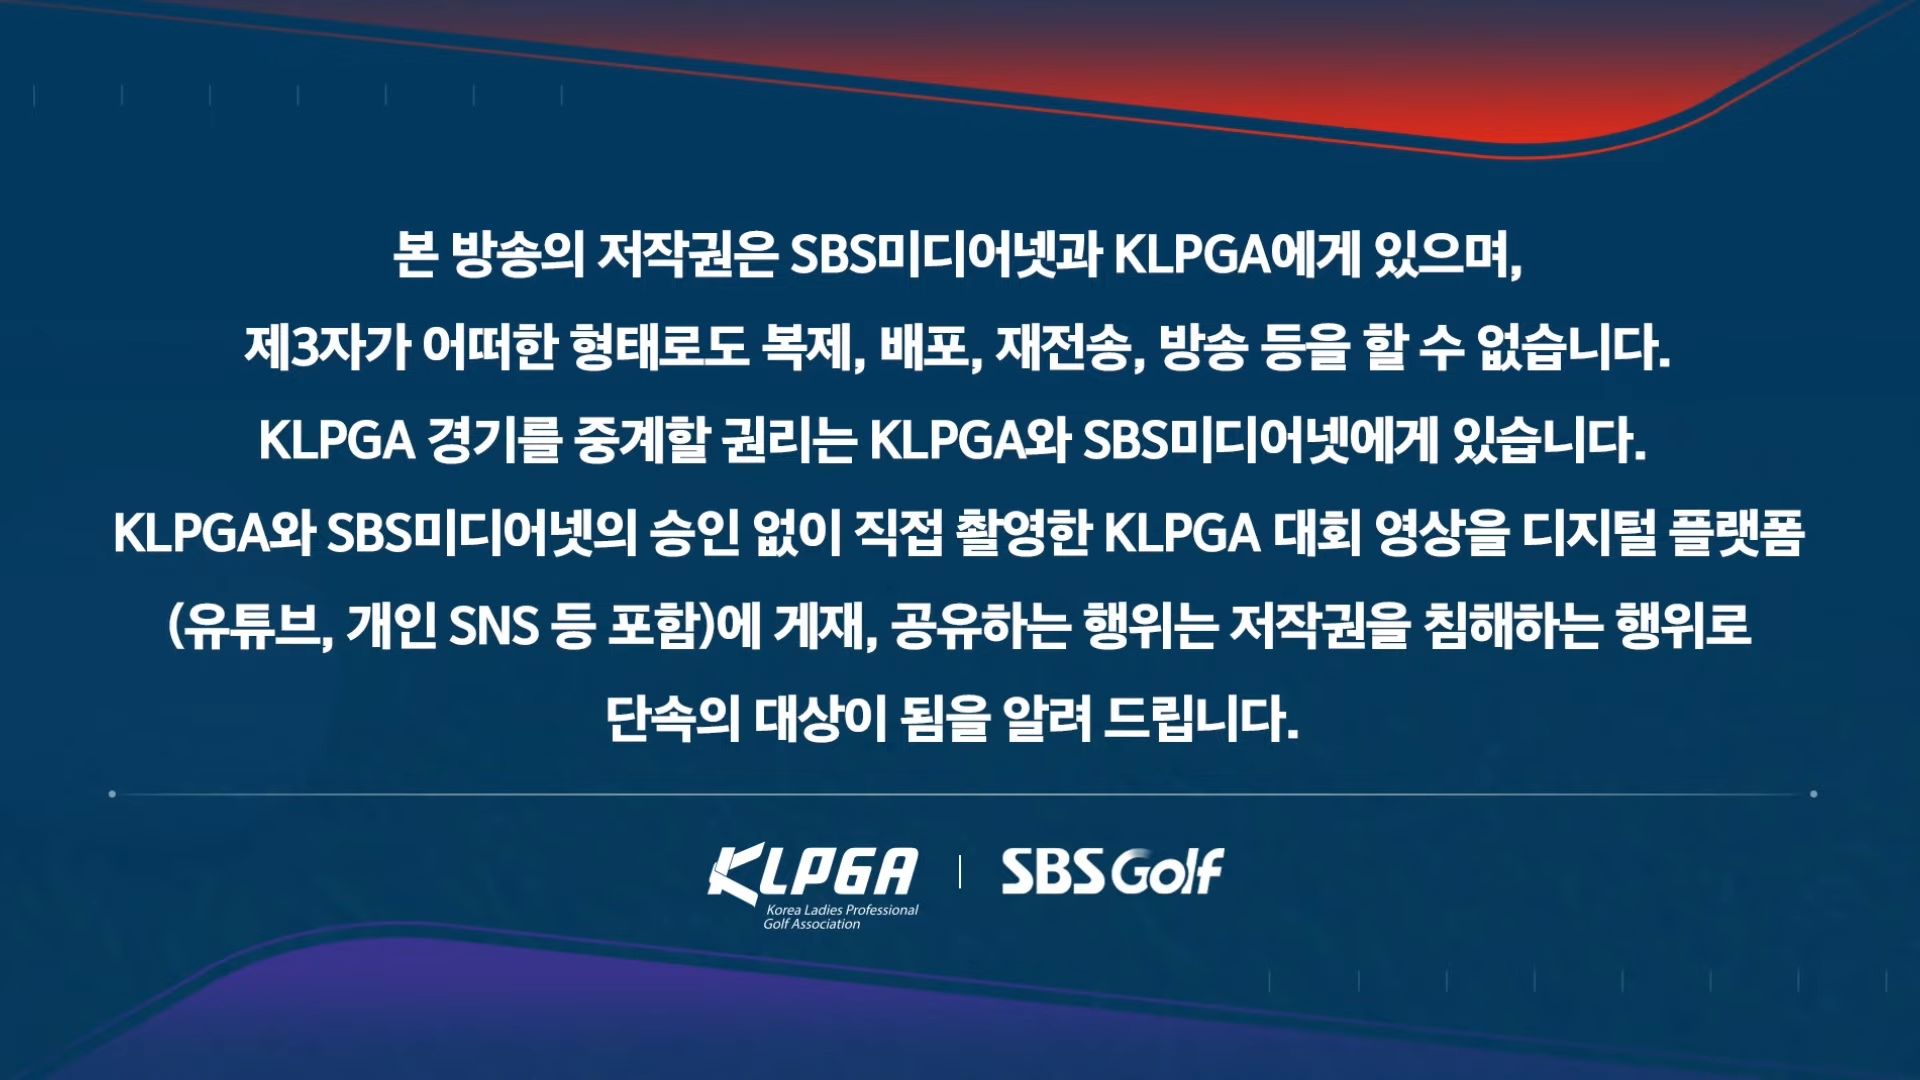 본 방송의 저작권은 SBS미디어넷과 KLPGA에게 있으며,
제3자가 어떠한 형태로도 복제, 배포, 재전송, 방송 등을 할 수 없습니다.
KLPGA 경기를 중계할 권리는 KLPGA와 SBS미디어넷에게 있습니다.
KLPGA와 SBS미디어넷의 승인 없이 직접 촬영한 KLPGA 대회 영상을 디지털 플랫폼
(유튜브, 개인 SNS 등 포함)에 게재, 공유하는 행위는 저작권을 침해하는 행위로
단속의 대상이 됨을 알려 드립니다.
KLPGA
Korea Ladies Professional
Golf Association
SBS Golf